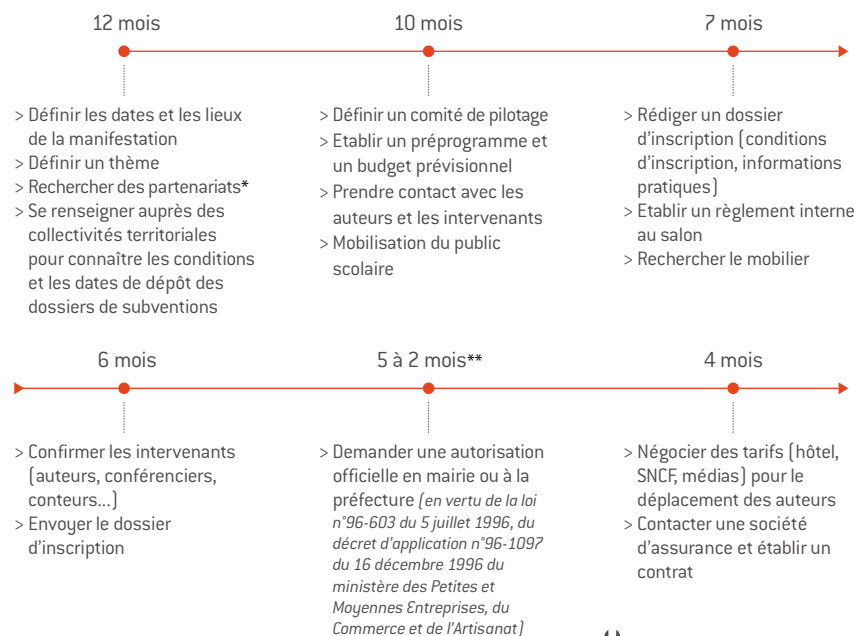 12 mois
10 mois
7 mois
> Définir les dates et les lieux
de la manifestation
> Définir un thème
> Rechercher des partenariats*
> Se renseigner auprès des
collectivités territoriales
pour connaître les conditions
et les dates de dépôt des
dossiers de subventions
> Définir un comité de pilotage
> Etablir un préprogramme et
un budget prévisionnel
> Prendre contact avec les
auteurs et les intervenants
> Mobilisation du public
scolaire
> Rédiger un dossier
d'inscription (conditions
d'inscription, informations
pratiques)
> Etablir un règlement interne
au salon
> Rechercher le mobilier
6 mois
5 à 2 mois**
4 mois
> Confirmer les intervenants
(auteurs, conférenciers,
conteurs...)
> Envoyer le dossier
d'inscription
> Demander une autorisation
officielle en mairie ou à la
préfecture (en vertu de la loi
n°96-603 du 5 juillet 1996, du
décret d'application n°96-1097
du 16 décembre 1996 du
ministère des Petites et
Moyennes Entreprises, du
Commerce et de l'Artisanat)
> Négocier des tarifs (hôtel,
SNCF, médias) pour le
déplacement des auteurs
> Contacter une société
d'assurance et établir un
contrat